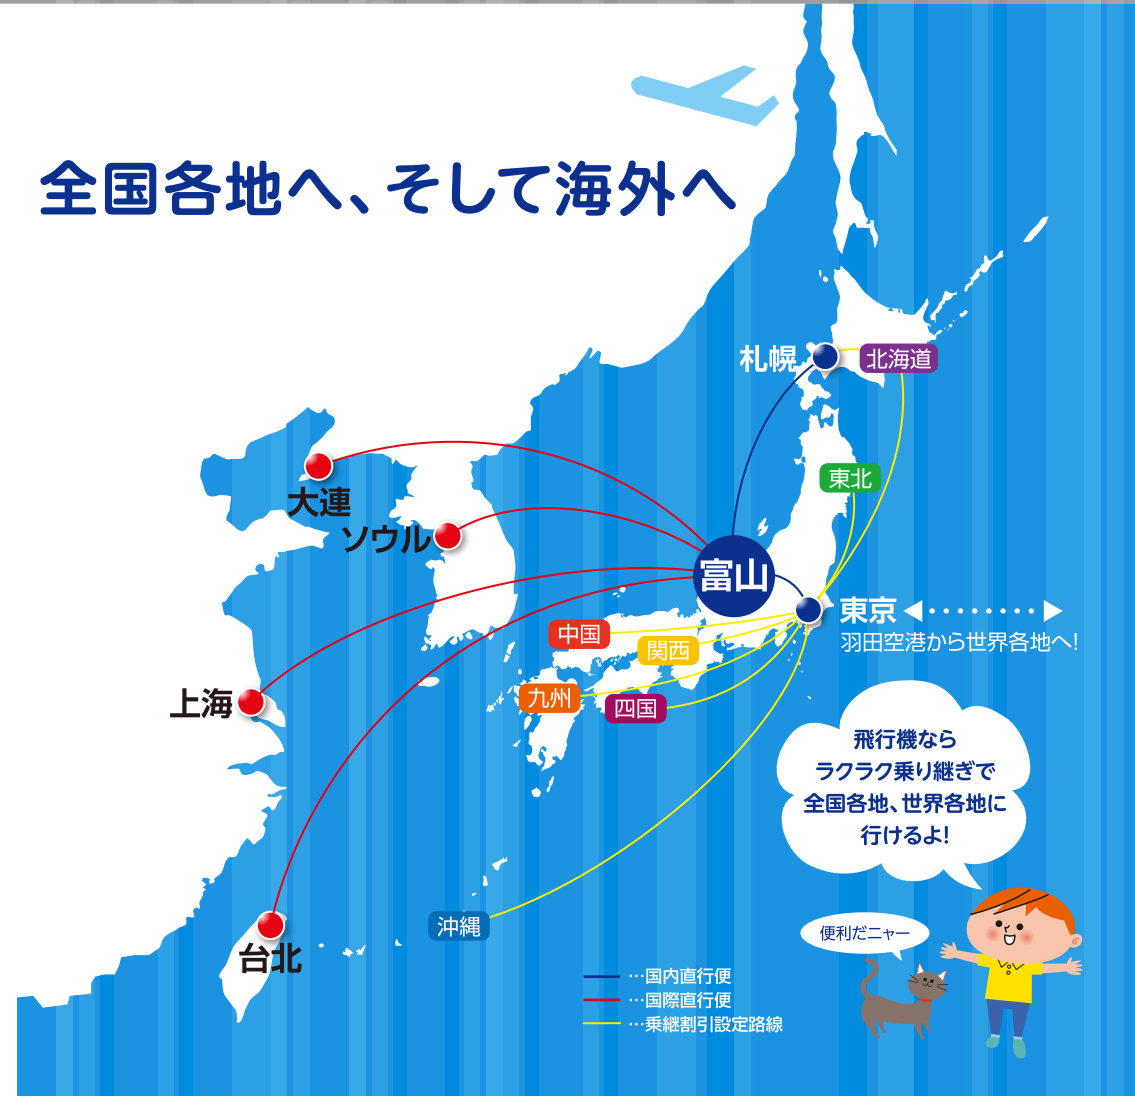 全国各地へ、そして海外へ
札幌
北海道
東北
大連
ソウル
富山
東京
羽田空港から世界各地へ!
中国
関西
九州
四国
上海
飛行機なら
ラクラク乗り継ぎで
全国各地、世界各地に
行けるよ!
沖縄
便利だニャー
台北
…国内直行便
…国際直行便
…乗継割引設定路線